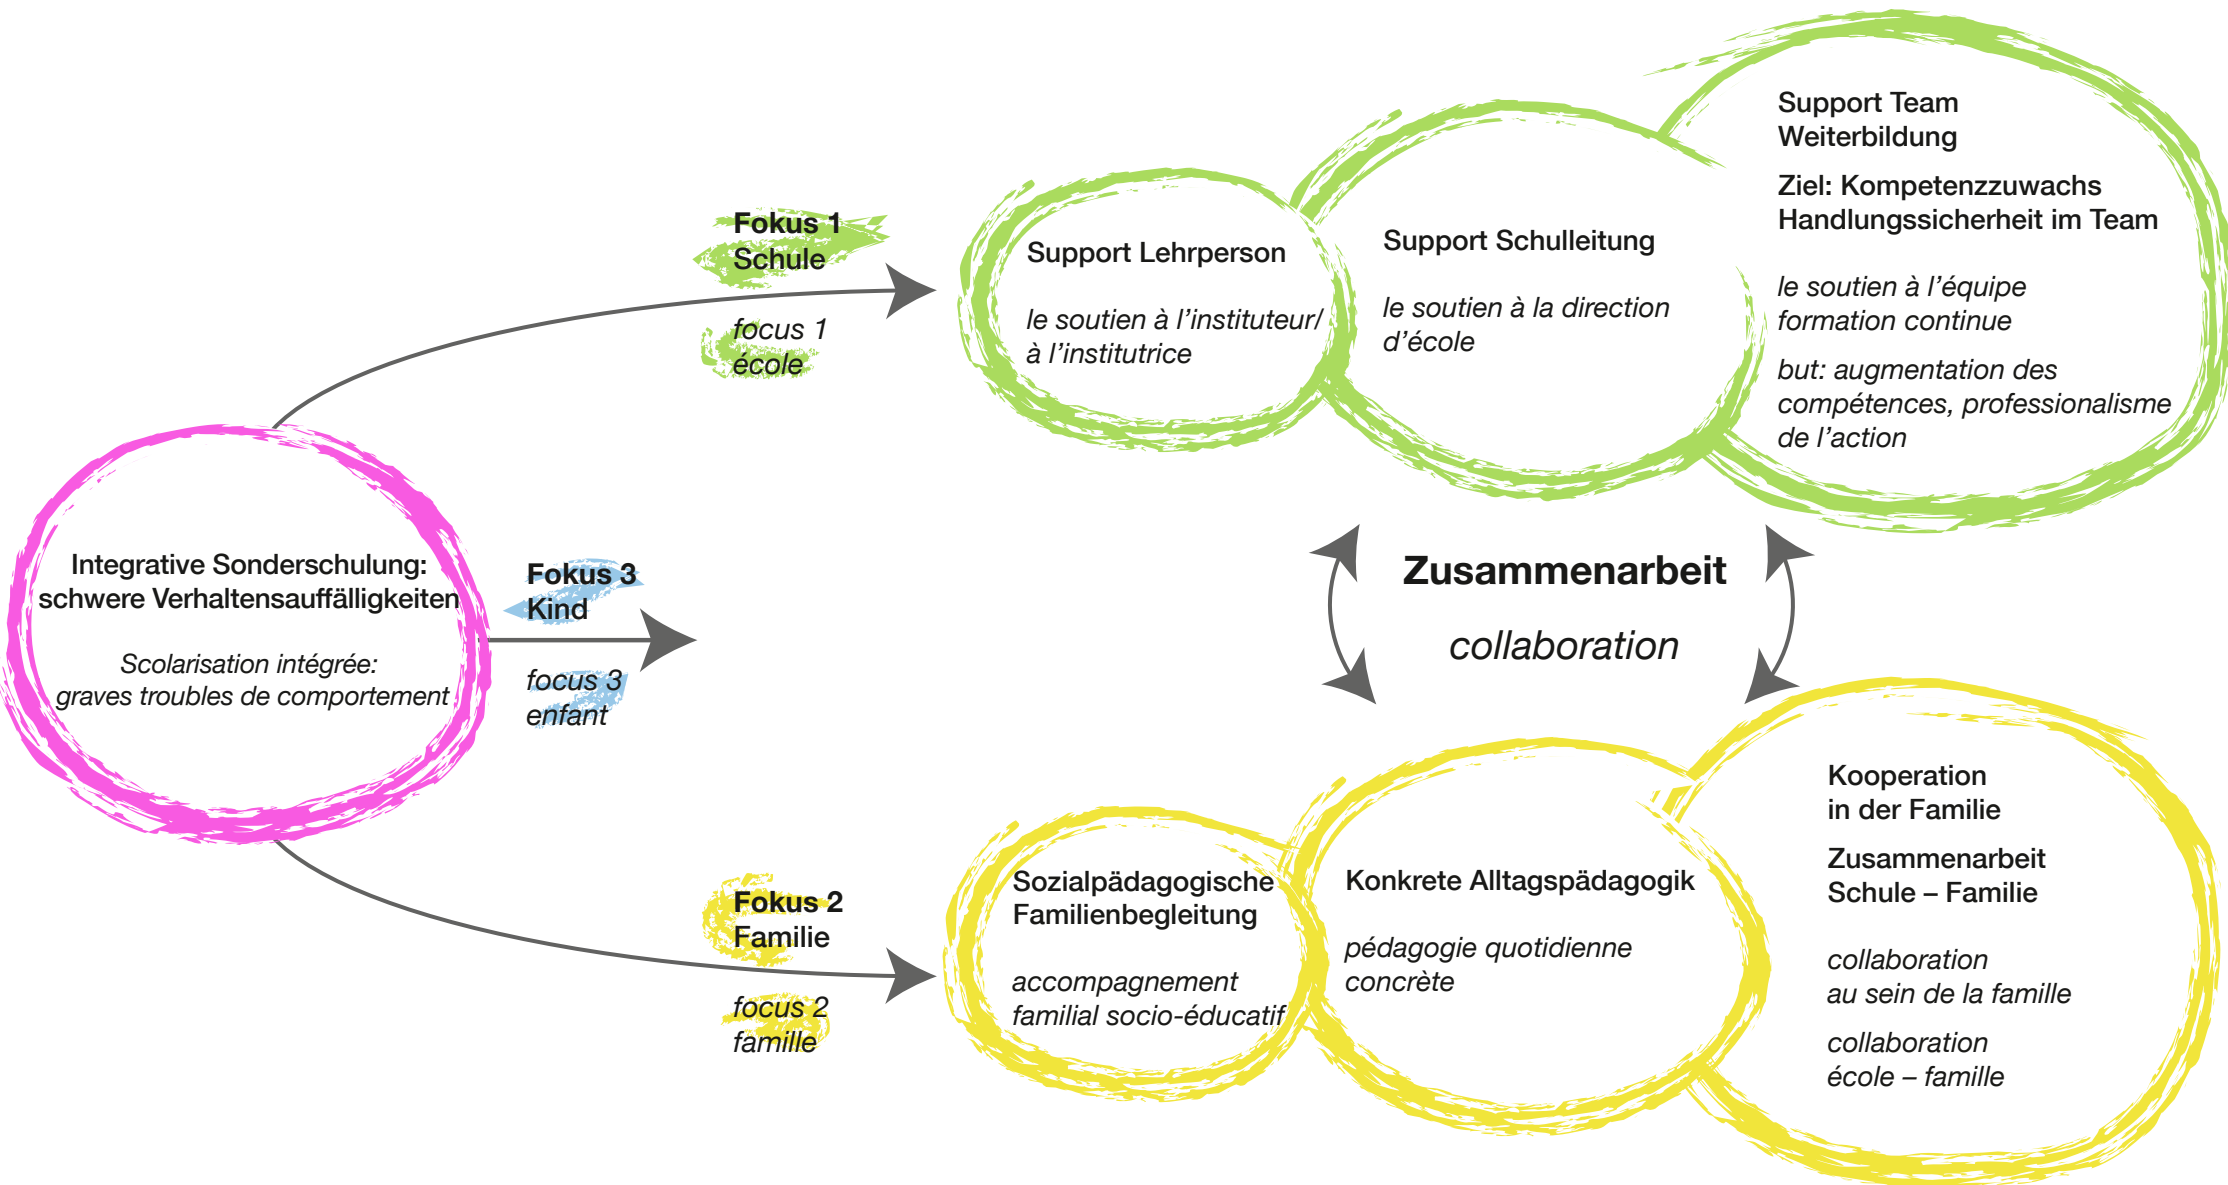 Integrative Sonderschulung:
schwere Verhaltensauffälligkeiten
Scolarisation intégrée:
graves troubles de comportement
Fokus 1
Schule
focus 1
école
Support Lehrperson
le soutien à l’instituteur/
à l’institutrice
Support Schulleitung
le soutien à la direction
d’école
Support Team
Weiterbildung
Ziel: Kompetenzzuwachs
Handlungssicherheit im Team
le soutien à l’équipe
formation continue
but: augmentation des
compétences, professionalisme
de l’action
Fokus 3
Kind
focus 3
enfant
Zusammenarbeit
collaboration
Fokus 2
Familie
focus 2
famille
Sozialpädagogische
Familienbegleitung
accompagnement
familial socio-éducatif
Konkrete Alltagspädagogik
pédagogie quotidienne
concrète
Kooperation
in der Familie
Zusammenarbeit
Schule – Familie
collaboration
au sein de la famille
collaboration
école – famille